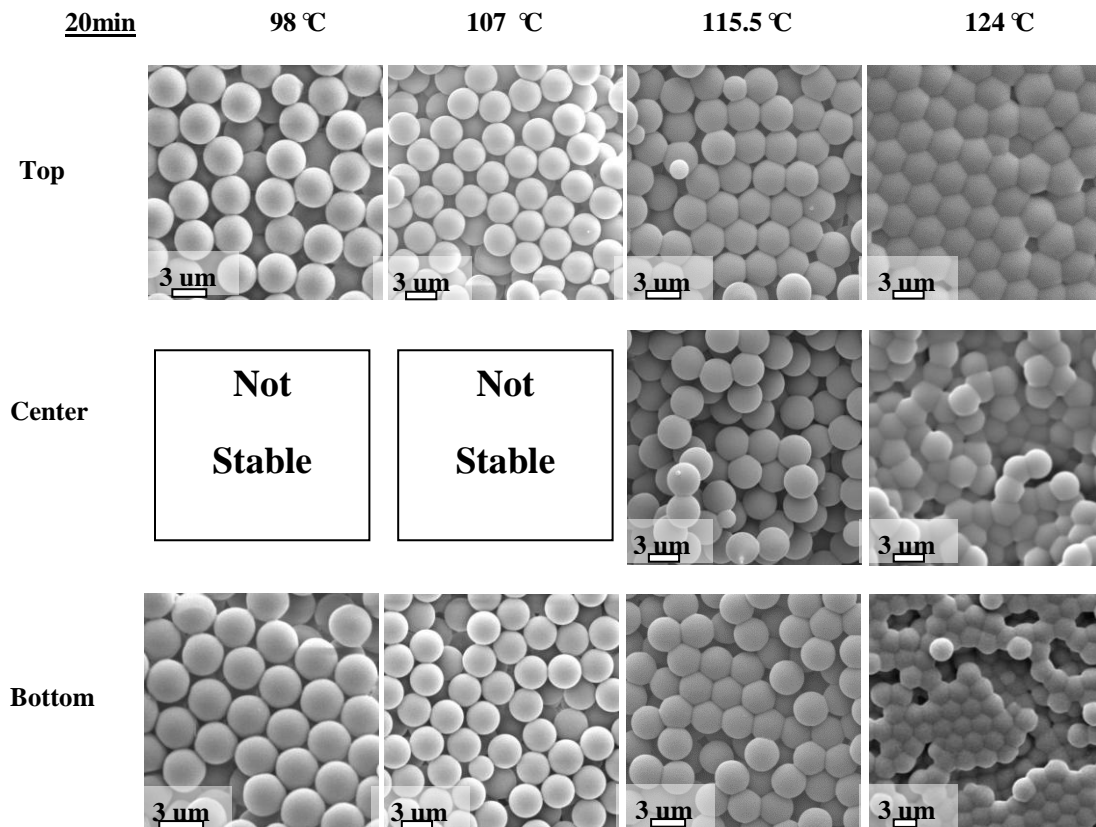 20min 98 ℃ 107 ℃ 115.5 ℃ 124 ℃
Top
3 um 3 um 3 um 3 um
Center
Not Not
Stable Stable
3 um 3 um
Bottom
3 um 3 um 3 um 3 um